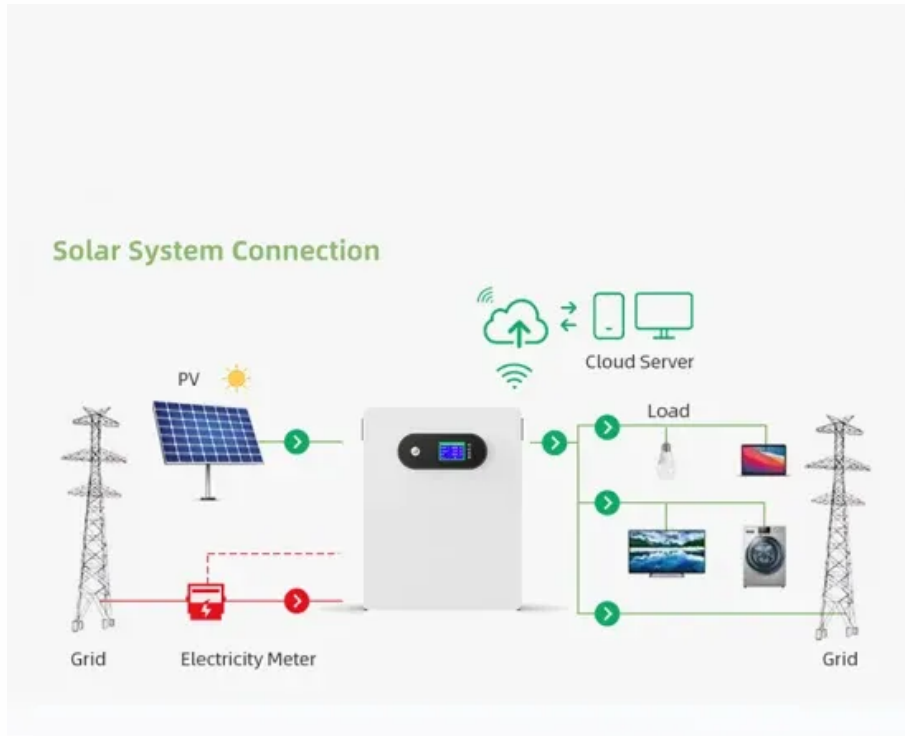 Solar System Connection
Cloud Server
PV
Load
Grid
Electricity Meter
Grid